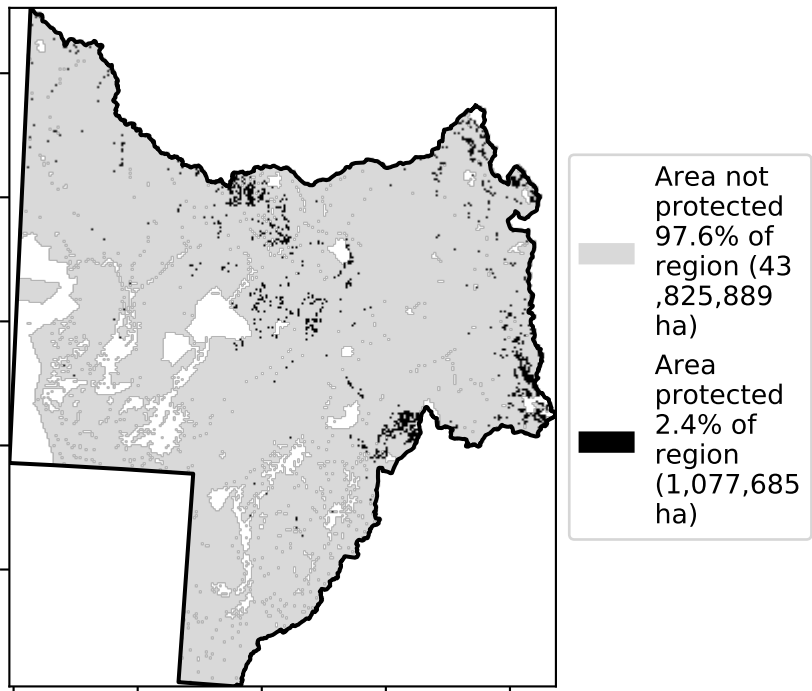 Area not
protected
97.6% of
region (43
,825,889
ha)
Area
protected
2.4% of
region
(1,077,685
ha)